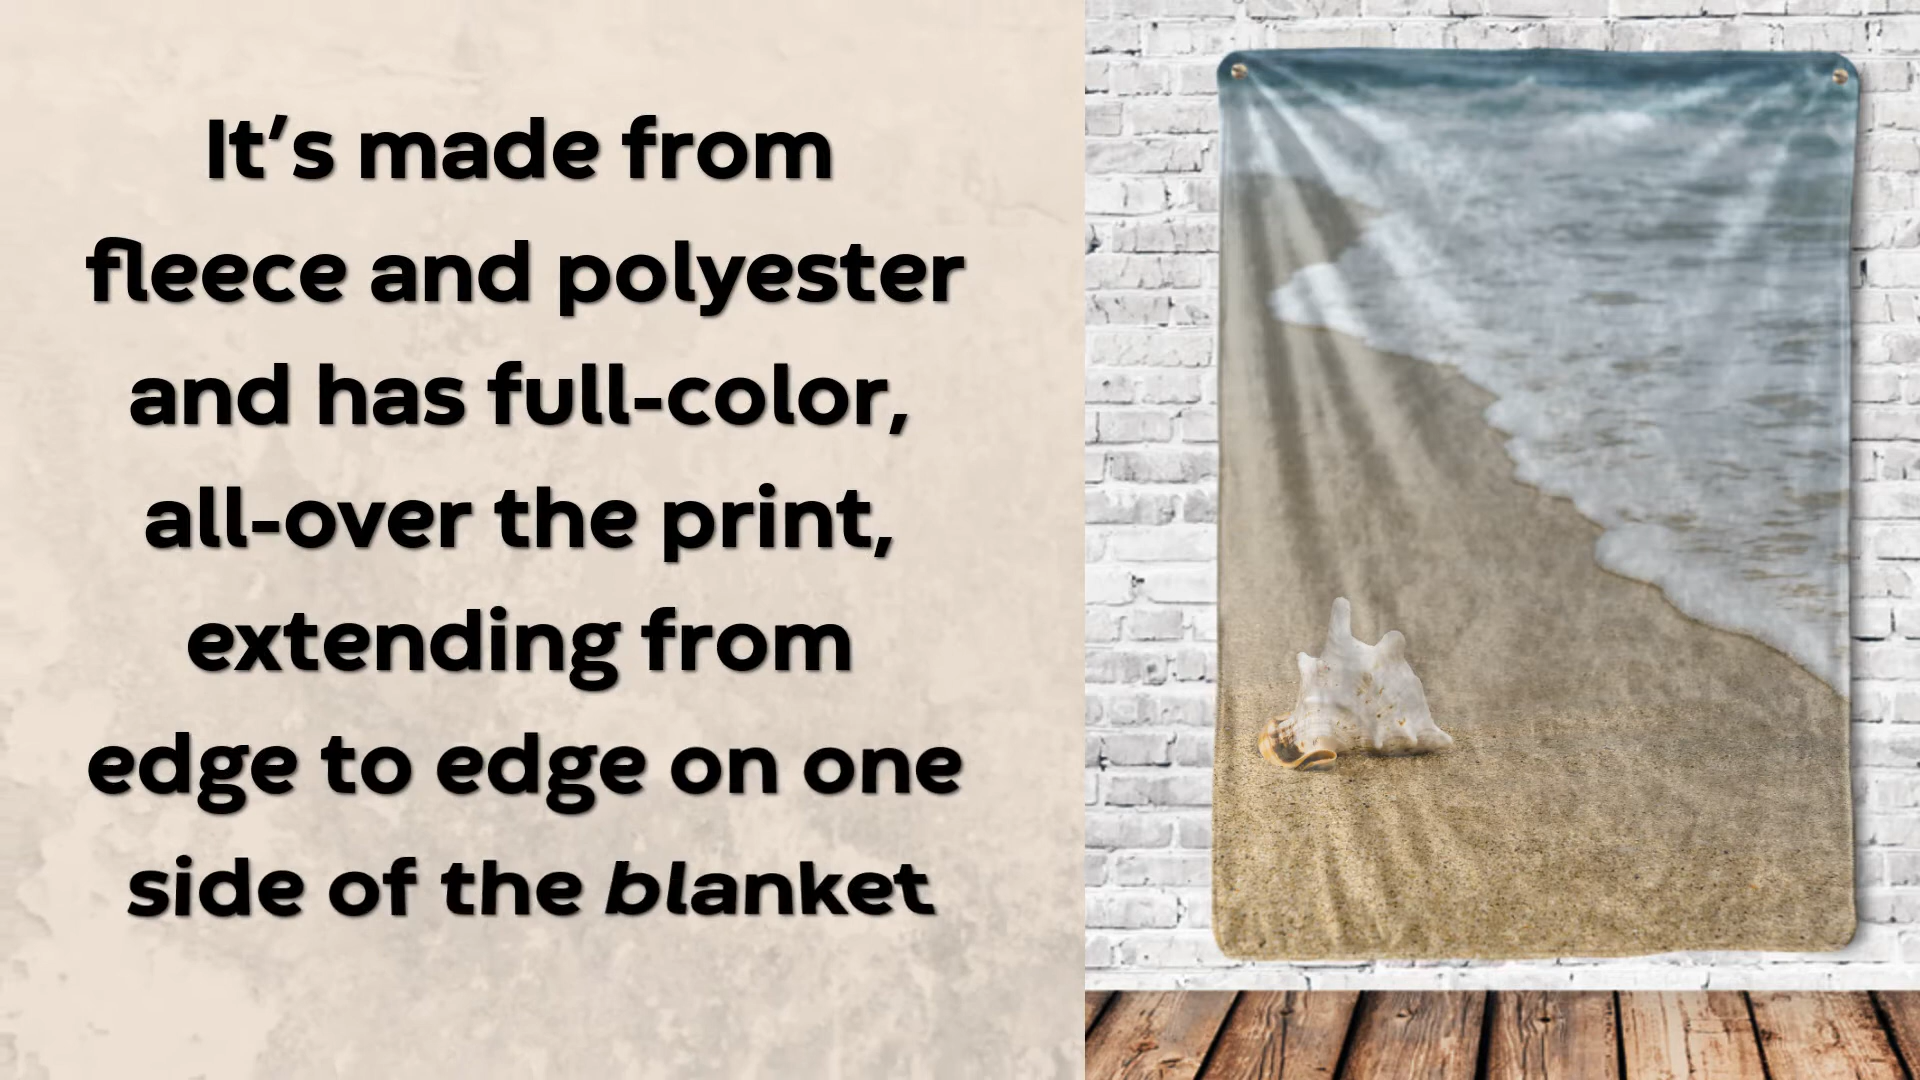 It's made from
fleece and polyester
and has full-color,
all-over the print,
extending from
edge to edge on one
side of the blanket